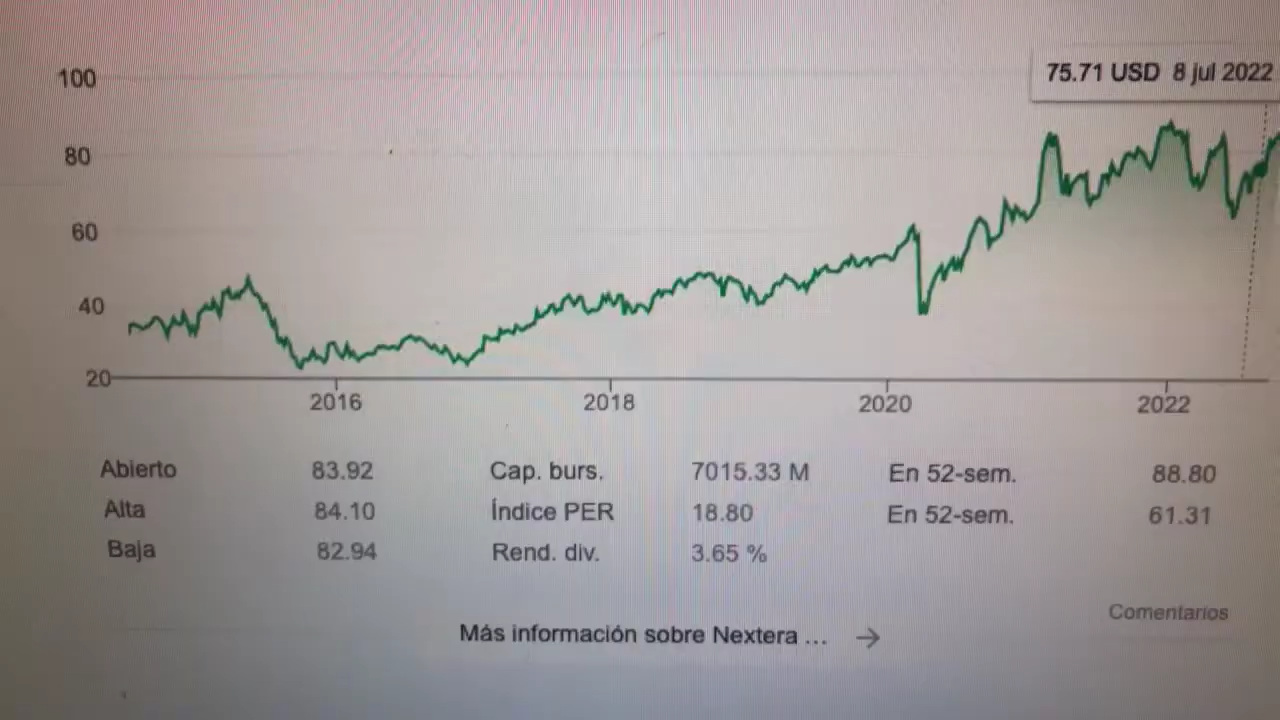 75.71 USD 8 jul 2022
100
80
60
40
20
2016 2018 2020 2022
Abierto 83.92 Cap. burs. 7015.33 M En 52-sem. 88.80
Alta 84.10 Índice PER 18.80 En 52-sem. 61.31
Baja 82.94 Rend. div. 3.65 %
Comentarios
Más información sobre Nextera ... →